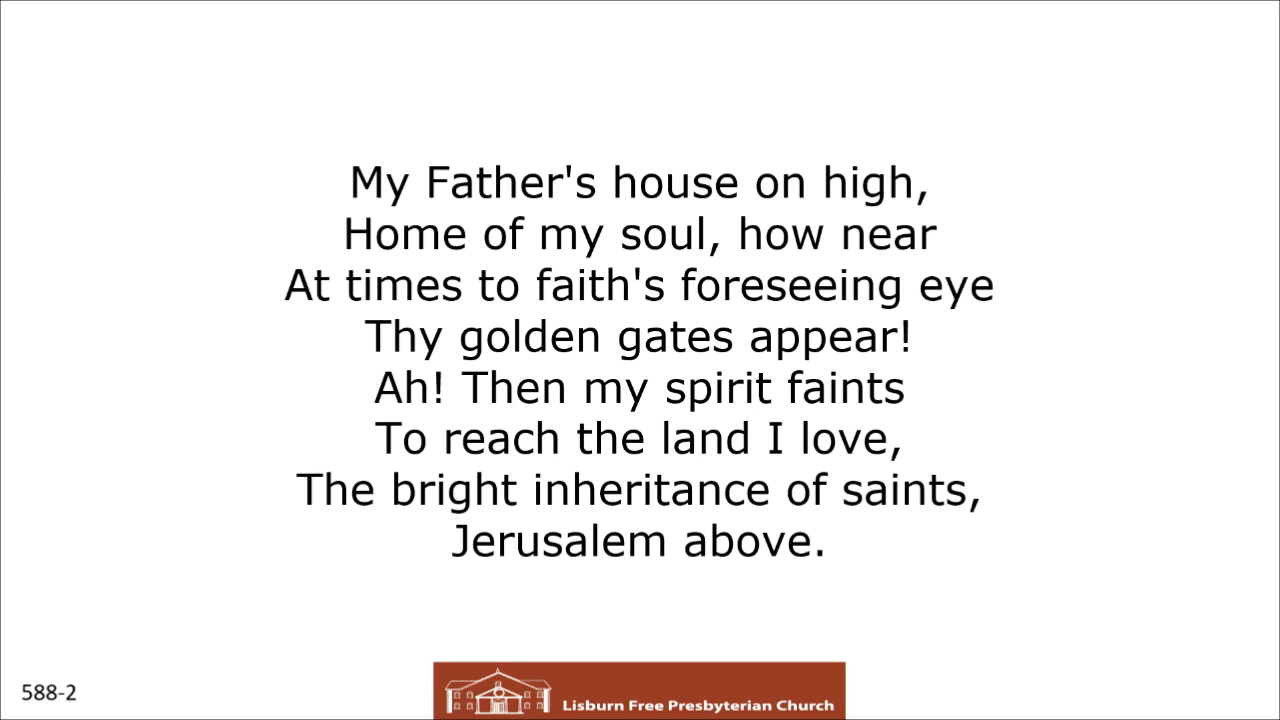 My Father's house on high,
Home of my soul, how near
At times to faith's foreseeing eye
Thy golden gates appear!
Ah! Then my spirit faints
To reach the land I love,
The bright inheritance of saints,
Jerusalem above.
588-2
Lisburn Free Presbyterian Church